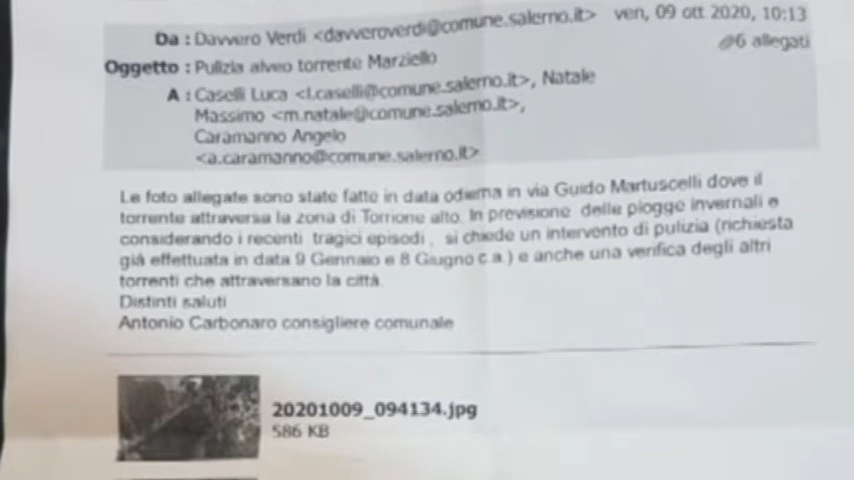 Da : Davvero Verdi <davveroverdi@comune.salerno.it> ven, 09 ott 2020, 10:13
Oggetto : Pulizia alveo torrente Marziello 6 allegati
A : Caselli Luca <l.caselli@comune.salerno.it>, Natale
Massimo <m.natale@comune.salerno.it>,
Caramanno Angelo
<a.caramanno@comune.salerno.it>
Le foto allegate sono state fatte in data odierna in via Guido Martuscelli dove il
torrente attraversa la zona di Torrione alto. In previsione delle piogge invernali e
considerando i recenti tragici episodi , si chiede un intervento di pulizia (richiesta
già effettuata in data 9 Gennaio e 8 Giugno c.a.) e anche una verifica degli altri
torrenti che attraversano la città.
Distinti saluti
Antonio Carbonaro consigliere comunale
20201009_094134.jpg
586 KB